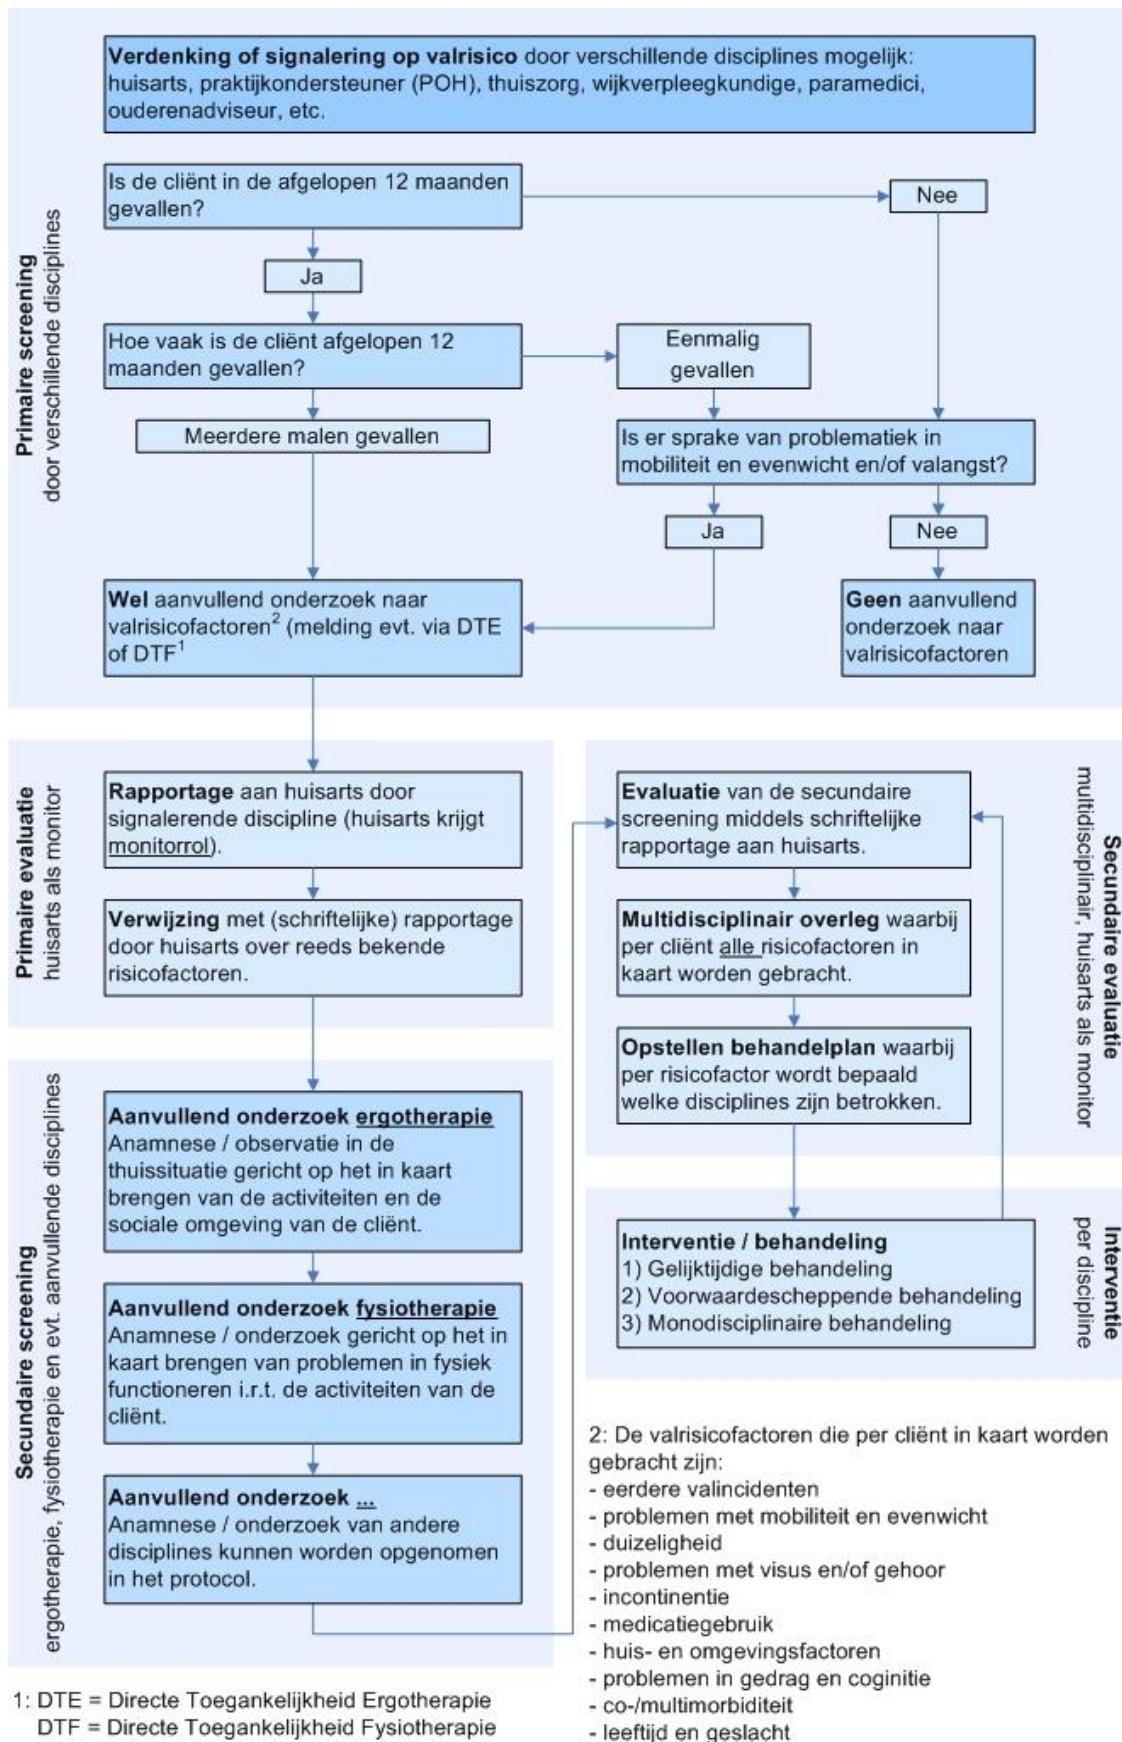 Verdenking of signalering op valrisico door verschillende disciplines mogelijk:
huisarts, praktijkondersteuner (POH), thuiszorg, wijkverpleegkundige, paramedici,
ouderenadviseur, etc.
Primaire screening
door verschillende disciplines
Is de cliënt in de afgelopen 12 maanden
gevallen?
Nee
Ja
Hoe vaak is de cliënt afgelopen 12
maanden gevallen?
Eenmalig
gevallen
Meerdere malen gevallen
Is er sprake van problematiek in
mobiliteit en evenwicht en/of valangst?
Ja
Nee
Wel aanvullend onderzoek naar
valrisicofactoren2 (melding evt. via DTE
of DTF1
Geen aanvullend
onderzoek naar
valrisicofactoren
Primaire evaluatie
huisarts als monitor
Rapportage aan huisarts door
signalerende discipline (huisarts krijgt
monitorrol).
Verwijzing met (schriftelijke) rapportage
door huisarts over reeds bekende
risicofactoren.
Secundaire screening
ergotherapie, fysiotherapie en evt. aanvullende disciplines
Aanvullend onderzoek ergotherapie
Anamnese / observatie in de
thuissituatie gericht op het in kaart
brengen van de activiteiten en de
sociale omgeving van de cliënt.
Aanvullend onderzoek fysiotherapie
Anamnese / onderzoek gericht op het in
kaart brengen van problemen in fysiek
functioneren i.r.t. de activiteiten van de
cliënt.
Aanvullend onderzoek ...
Anamnese / onderzoek van andere
disciplines kunnen worden opgenomen
in het protocol.
Secundaire evaluatie
multidisciplinair, huisarts als monitor
Evaluatie van de secundaire
screening middels schriftelijke
rapportage aan huisarts.
Multidisciplinair overleg waarbij
per cliënt alle risicofactoren in
kaart worden gebracht.
Opstellen behandelplan waarbij
per risicofactor wordt bepaald
welke disciplines zijn betrokken.
Interventie
per discipline
Interventie / behandeling
1) Gelijktijdige behandeling
2) Voorwaardescheppende behandeling
3) Monodisciplinaire behandeling
2: De valrisicofactoren die per cliënt in kaart worden
gebracht zijn:
- eerdere valincidenten
- problemen met mobiliteit en evenwicht
- duizeligheid
- problemen met visus en/of gehoor
- incontinentie
- medicatiegebruik
- huis- en omgevingsfactoren
- problemen in gedrag en coginitie
- co-/multimorbiditeit
- leeftijd en geslacht
1: DTE = Directe Toegankelijkheid Ergotherapie
DTF = Directe Toegankelijkheid Fysiotherapie